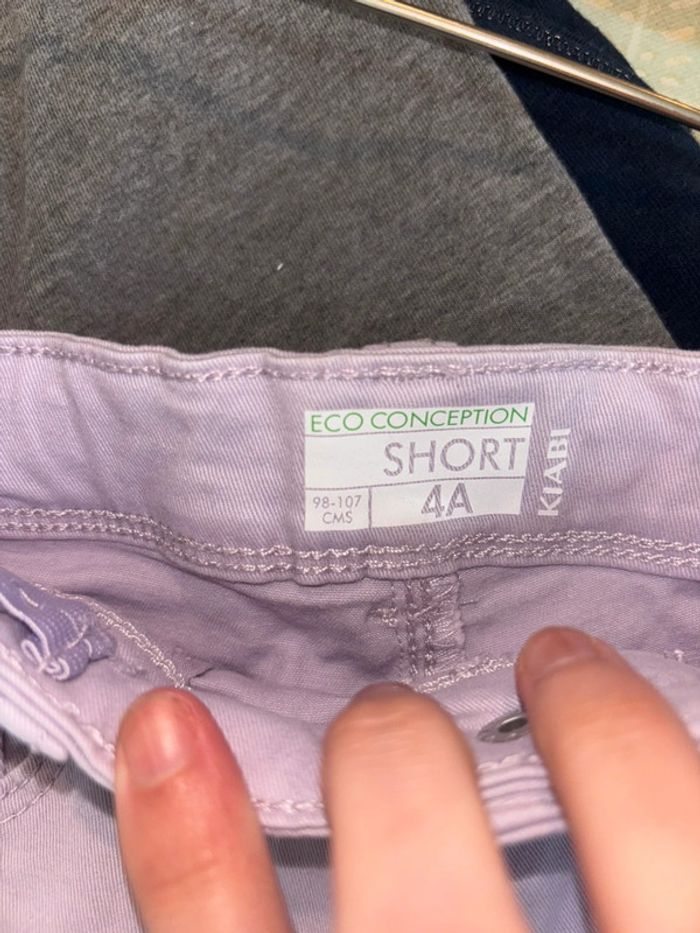 ECO CONCEPTION
SHORT
98-107
CMS
4A
KIABI